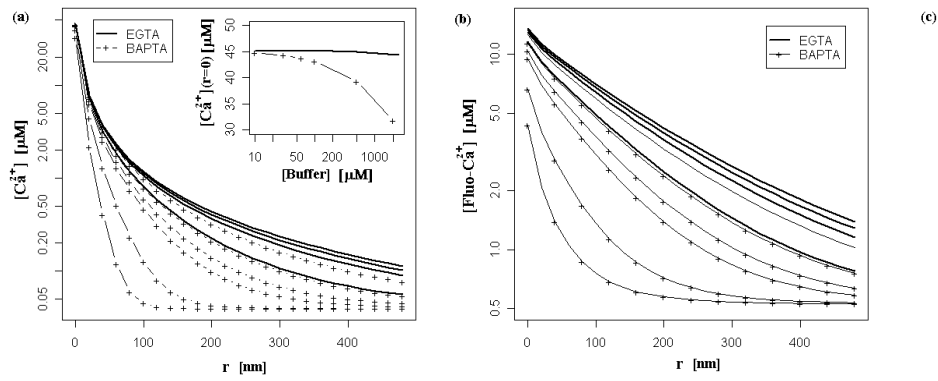 (a)
EGTA
BAPTA
[Ca2+] [μM]
20.00
5.00
2.00
0.50
0.20
0.05
0
100
200
300
400
r [nm]
[Ca2+](r=0) [μM]
50
45
40
35
30
10
50
200
1000
[Buffer] [μM]
(b)
EGTA
BAPTA
[Fluo-Ca2+] [μM]
10.0
5.0
2.0
1.0
0.5
0
100
200
300
400
r [nm]
(c)